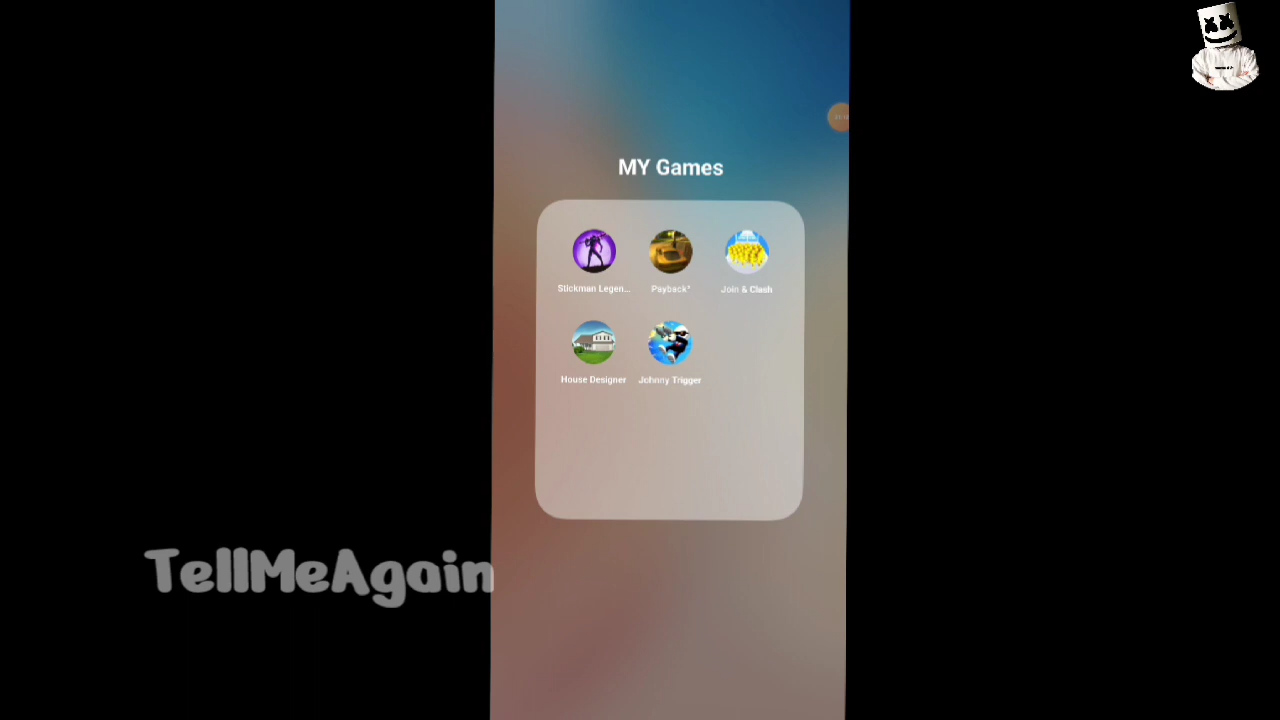 MY Games
Stickman Legen...
Payback²
Join & Clash
House Designer
Johnny Trigger
TellMeAgain